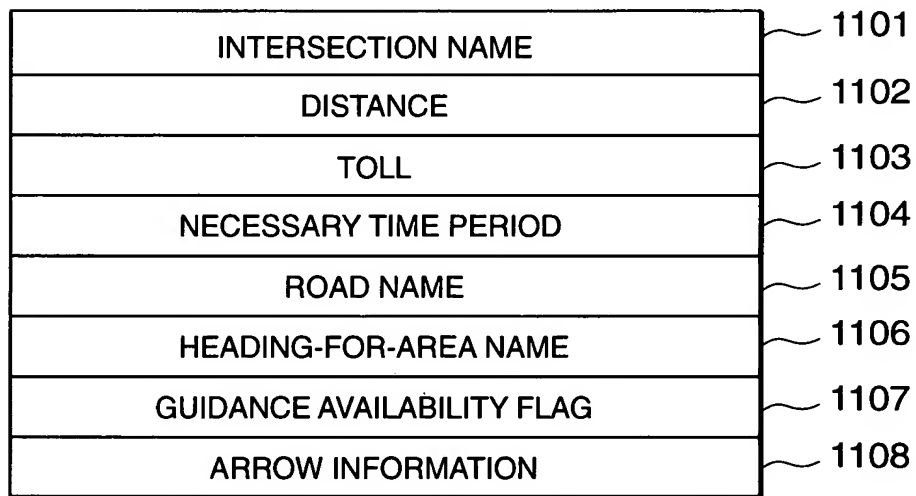 INTERSECTION NAME 1101
DISTANCE 1102
TOLL 1103
NECESSARY TIME PERIOD 1104
ROAD NAME 1105
HEADING-FOR-AREA NAME 1106
GUIDANCE AVAILABILITY FLAG 1107
ARROW INFORMATION 1108